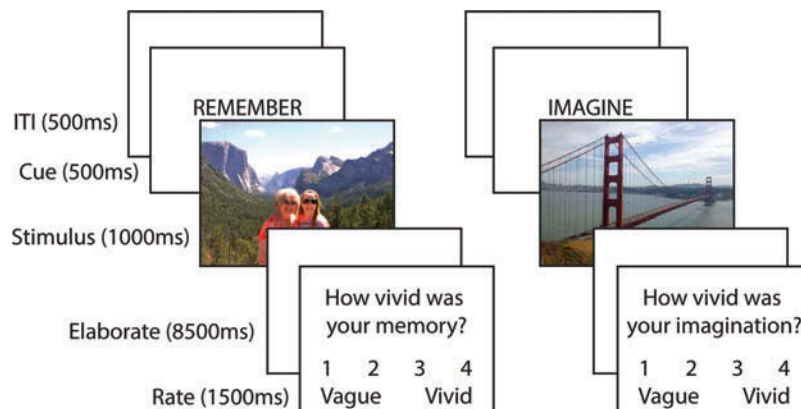 REMEMBER
IMAGINE
ITI (500ms)
Cue (500ms)
Stimulus (1000ms)
Elaborate (8500ms)
Rate (1500ms)
How vivid was
your memory?
1 2 3 4
Vague Vivid
How vivid was
your imagination?
1 2 3 4
Vague Vivid